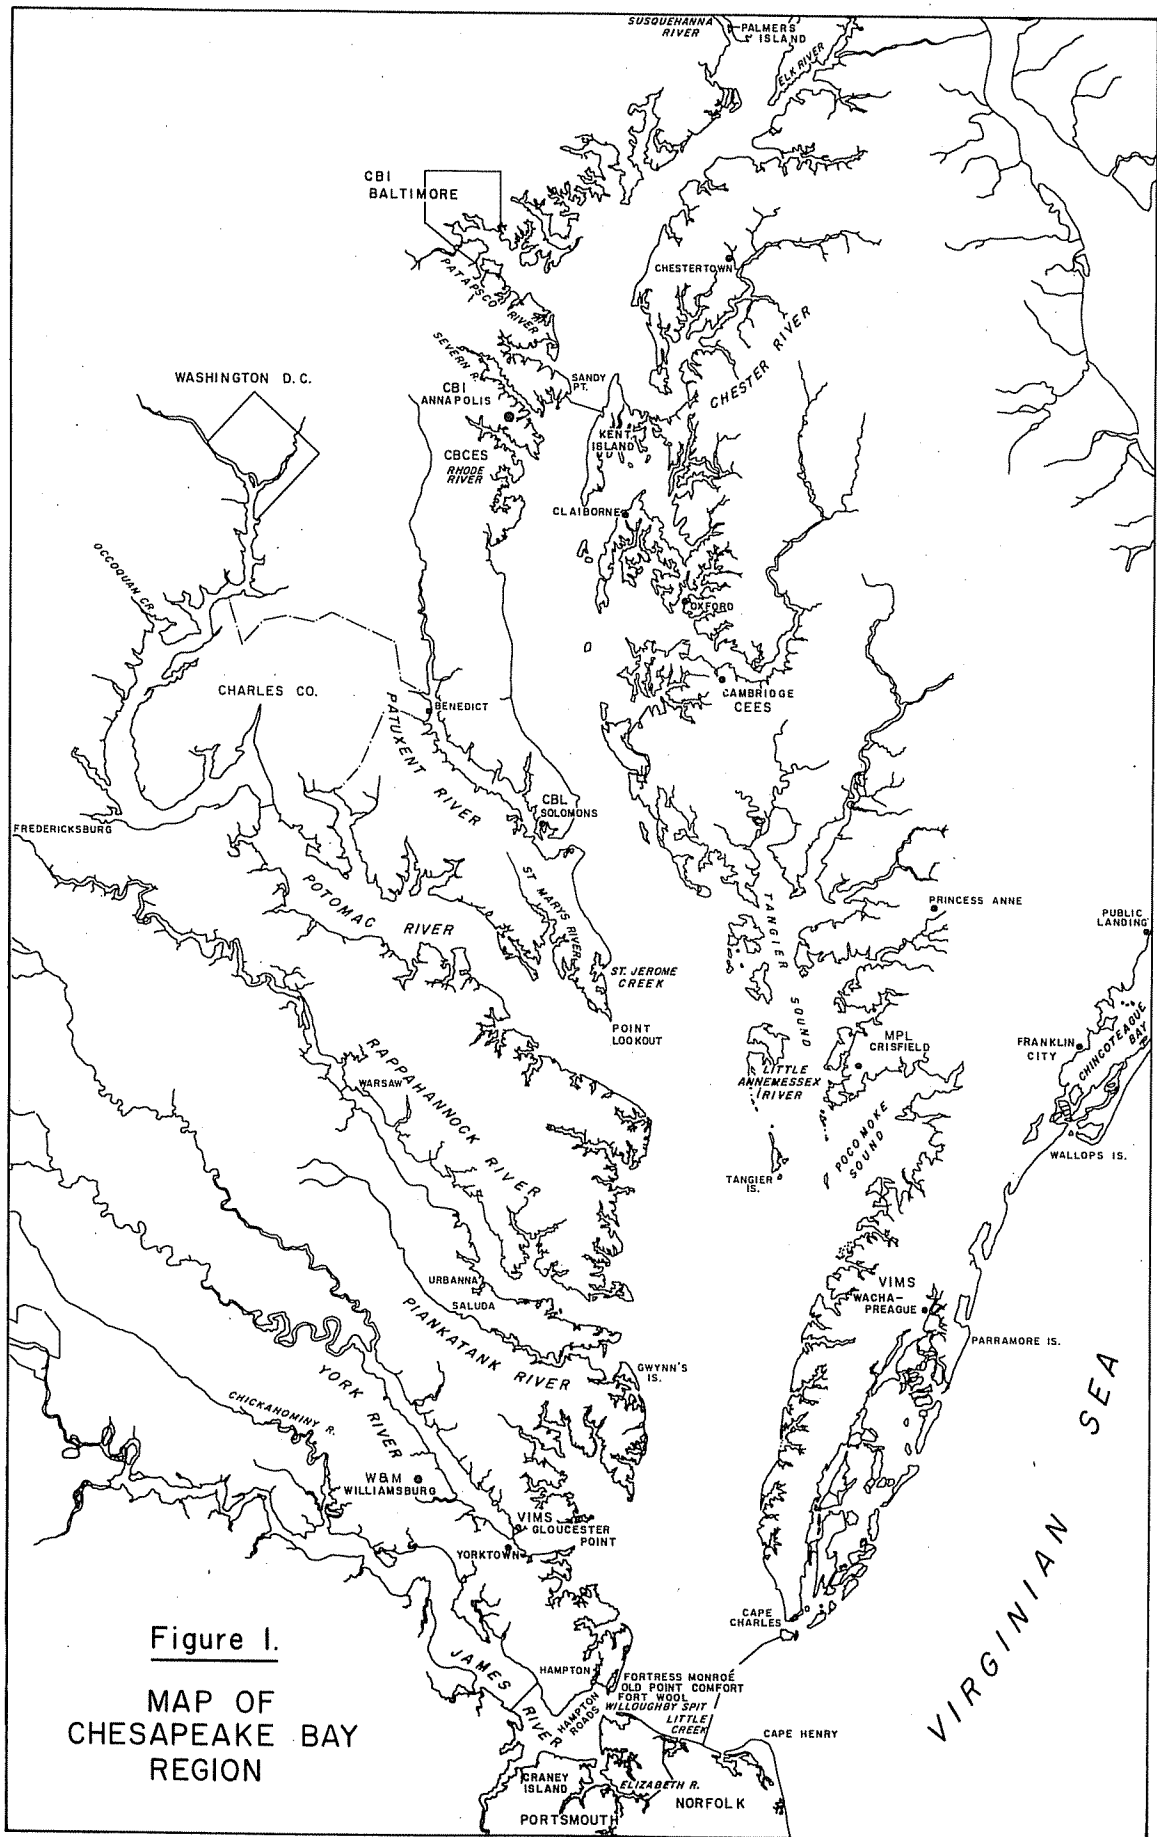 SUSQUEHANNA
RIVER
PALMERS
ISLAND
ELK RIVER
CBI
BALTIMORE
PATAPSCO RIVER
CHESTERTOWN
CHESTER RIVER
SEVERN R.
SANDY
PT.
WASHINGTON D.C.
CBI
ANNAPOLIS
KENT
ISLAND
CBCES
RHODE
RIVER
CLAIBORNE
OCCOQUAN CR.
OXFORD
CHARLES CO.
BENEDICT
CAMBRIDGE
CEES
PATUXENT RIVER
CBL
SOLOMONS
FREDERICKSBURG
POTOMAC RIVER
ST MARYS RIVER
TANGIER SOUND
PRINCESS ANNE
PUBLIC
LANDING
ST. JEROME
CREEK
POINT
LOOKOUT
MPL
CRISFIELD
FRANKLIN
CITY
CHINCOTEAGUE
BAY
LITTLE
ANNEMESSEX
RIVER
RAPPAHANNOCK RIVER
WARSAW
POCOMOKE
SOUND
WALLOPS IS.
TANGIER
IS.
URBANNA
SALUDA
VIMS
WACHA-
PREAGUE
PIANKATANK RIVER
PARRAMORE IS.
GWYNN'S
IS.
YORK RIVER
CHICKAHOMINY R.
W&M
WILLIAMSBURG
VIMS
GLOUCESTER
POINT
YORKTOWN
VIRGINIAN SEA
CAPE
CHARLES
JAMES RIVER
HAMPTON
FORTRESS MONROE
OLD POINT COMFORT
FORT WOOL
WILLOUGHBY SPIT
HAMPTON
ROADS
LITTLE
CREEK
CAPE HENRY
CRANEY
ISLAND
ELIZABETH R.
NORFOLK
PORTSMOUTH
Figure 1.
MAP OF
CHESAPEAKE BAY
REGION